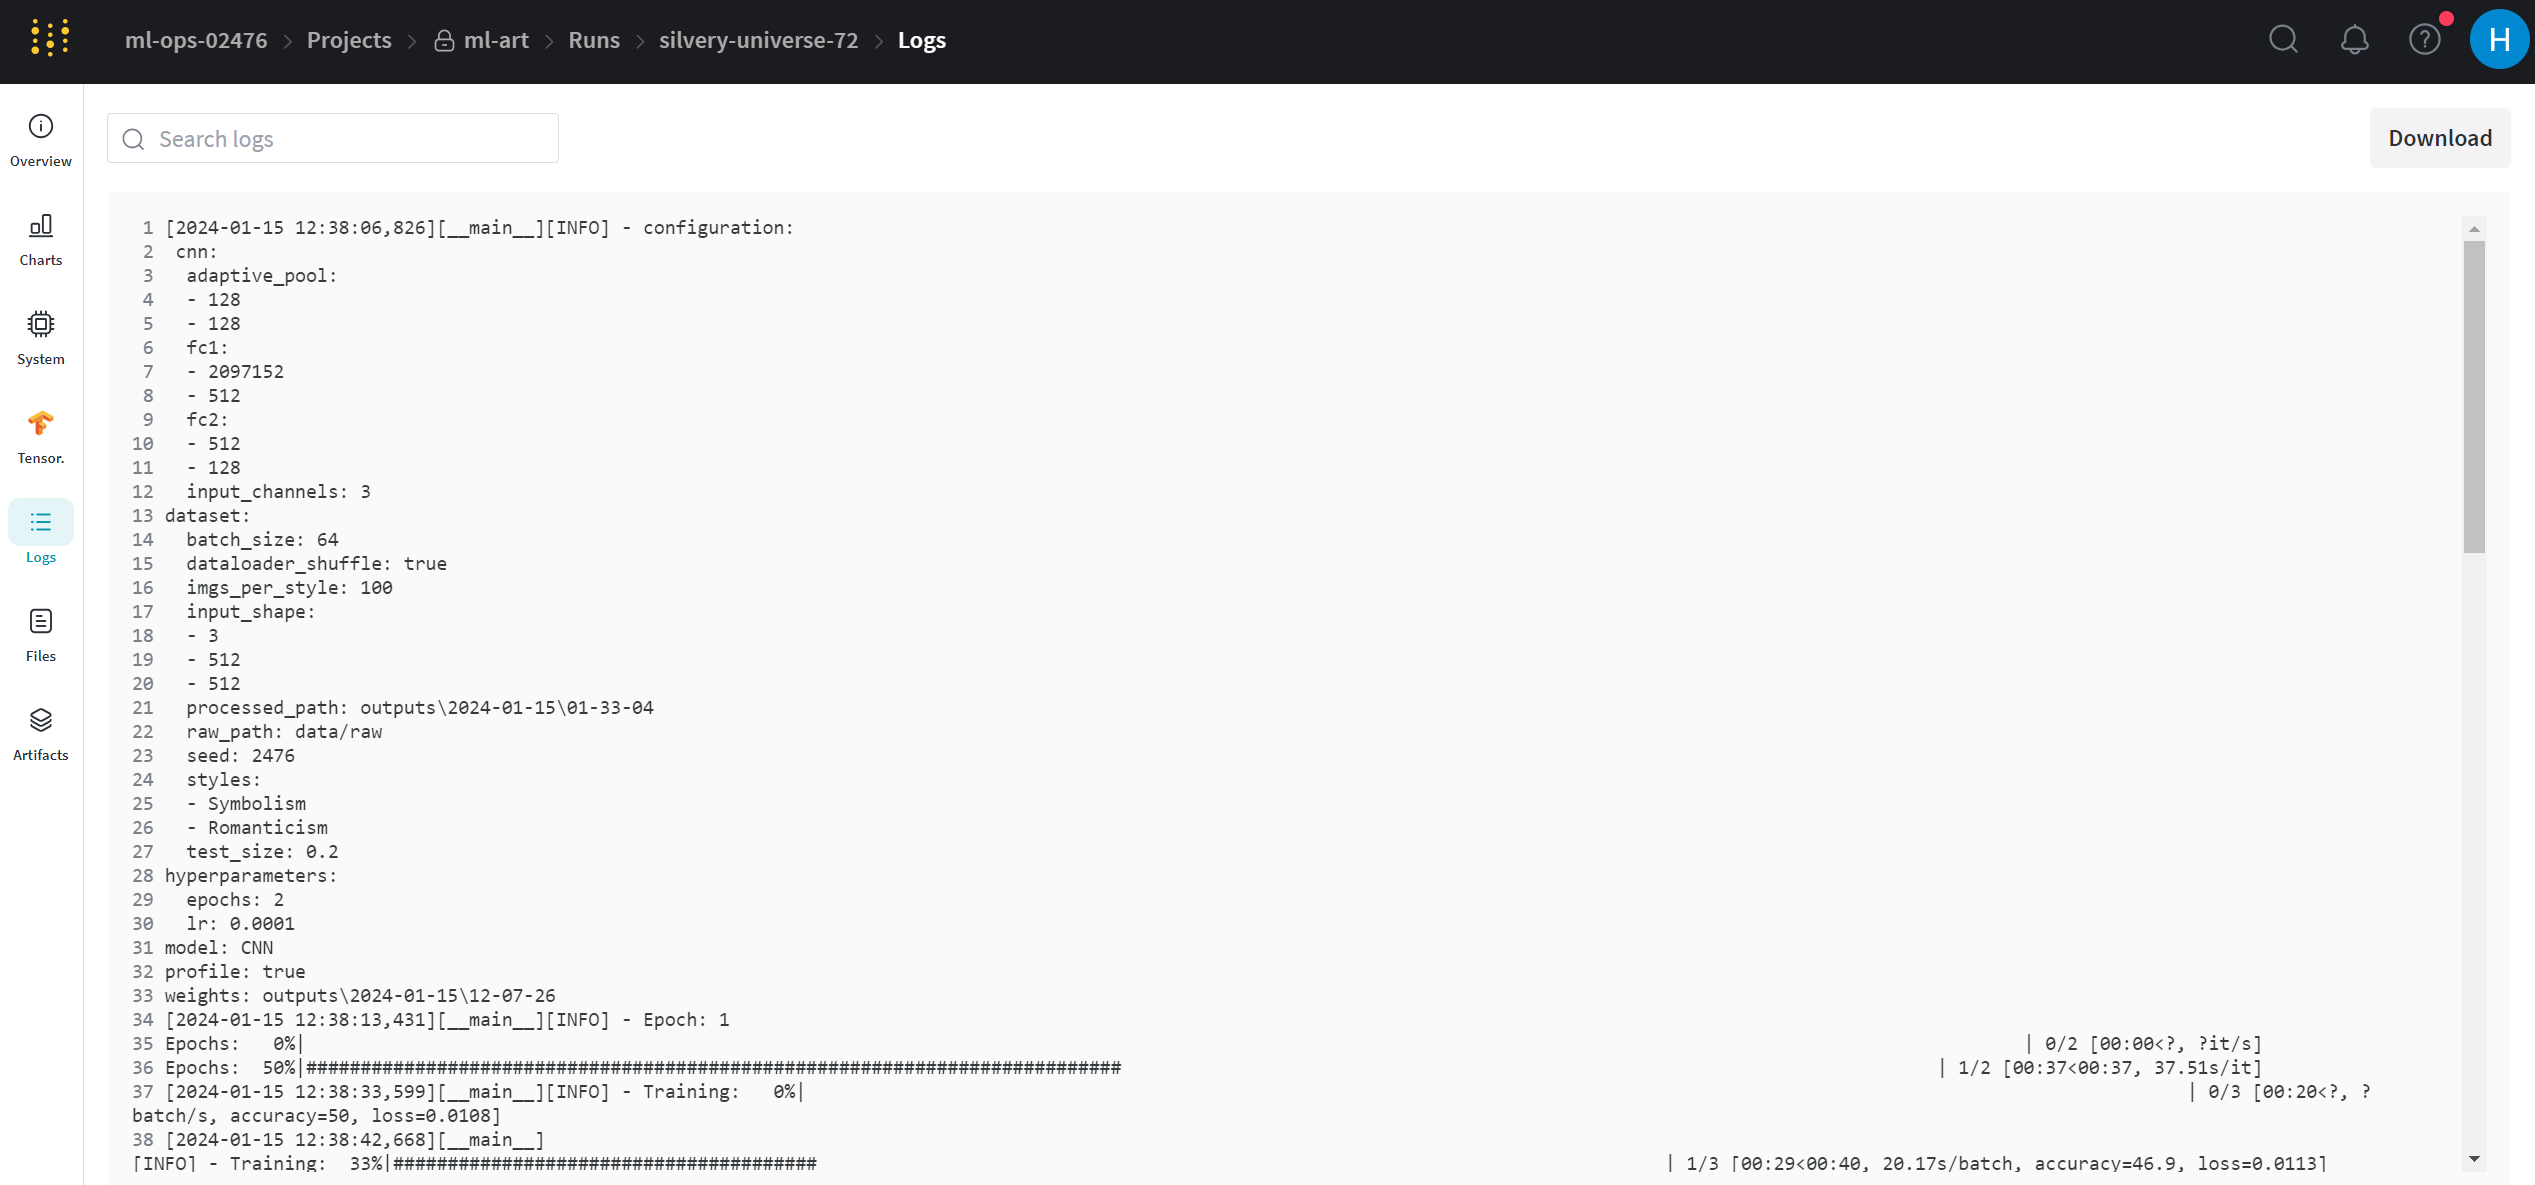 ml-ops-02476 > Projects > ml-art > Runs > silvery-universe-72 > Logs
H
Search logs
Download
Overview
Charts
System
Tensor.
Logs
Files
Artifacts
1 [2024-01-15 12:38:06,826][__main__][INFO] - configuration:
2  cnn:
3   adaptive_pool:
4   - 128
5   - 128
6   fc1:
7   - 2097152
8   - 512
9   fc2:
10   - 512
11   - 128
12   input_channels: 3
13 dataset:
14   batch_size: 64
15   dataloader_shuffle: true
16   imgs_per_style: 100
17   input_shape:
18   - 3
19   - 512
20   - 512
21   processed_path: outputs\2024-01-15\01-33-04
22   raw_path: data/raw
23   seed: 2476
24   styles:
25   - Symbolism
26   - Romanticism
27   test_size: 0.2
28 hyperparameters:
29   epochs: 2
30   lr: 0.0001
31 model: CNN
32 profile: true
33 weights: outputs\2024-01-15\12-07-26
34 [2024-01-15 12:38:13,431][__main__][INFO] - Epoch: 1
35 Epochs:   0%| | 0/2 [00:00<?, ?it/s]
36 Epochs:  50%|########################################################################### | 1/2 [00:37<00:37, 37.51s/it]
37 [2024-01-15 12:38:33,599][__main__][INFO] - Training:   0%| | 0/3 [00:20<?, ?
batch/s, accuracy=50, loss=0.0108]
38 [2024-01-15 12:38:42,668][__main__]
[INFO] - Training:  33%|####################################### | 1/3 [00:29<00:40, 20.17s/batch, accuracy=46.9, loss=0.0113]